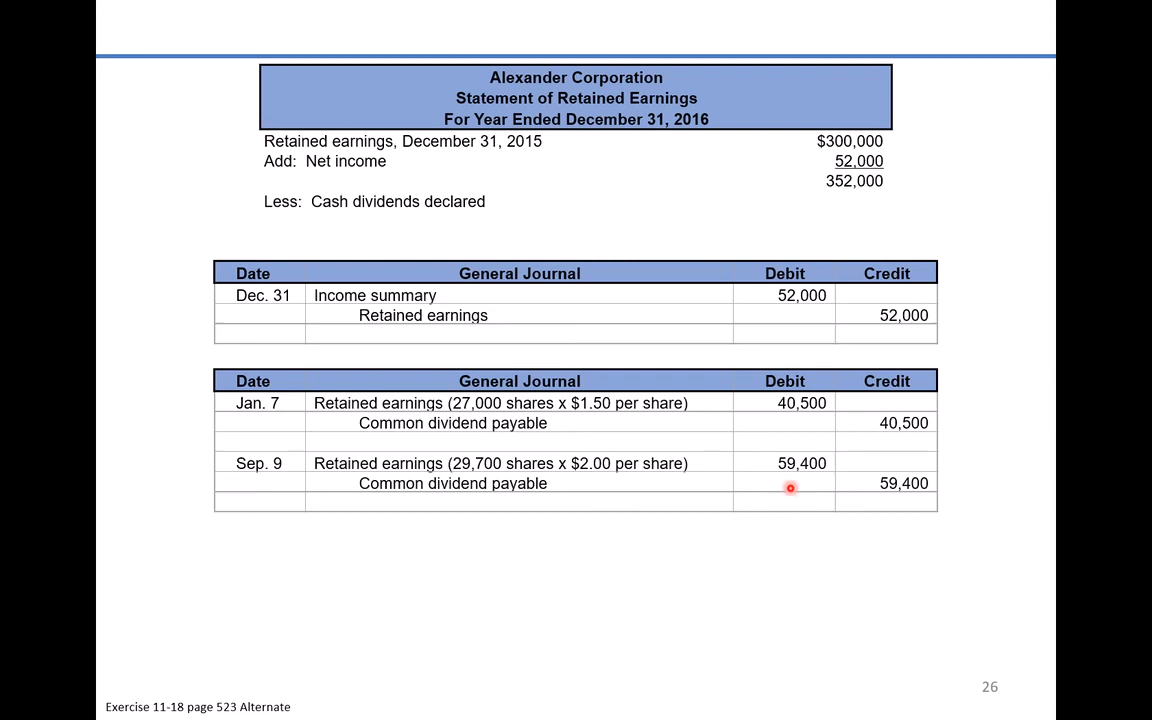 Alexander Corporation
Statement of Retained Earnings
For Year Ended December 31, 2016
Retained earnings, December 31, 2015 $300,000
Add: Net income 52,000
352,000
Less: Cash dividends declared
Date General Journal Debit Credit
Dec. 31 Income summary 52,000
Retained earnings 52,000
Date General Journal Debit Credit
Jan. 7 Retained earnings (27,000 shares x $1.50 per share) 40,500
Common dividend payable 40,500
Sep. 9 Retained earnings (29,700 shares x $2.00 per share) 59,400
Common dividend payable 59,400
26
Exercise 11-18 page 523 Alternate